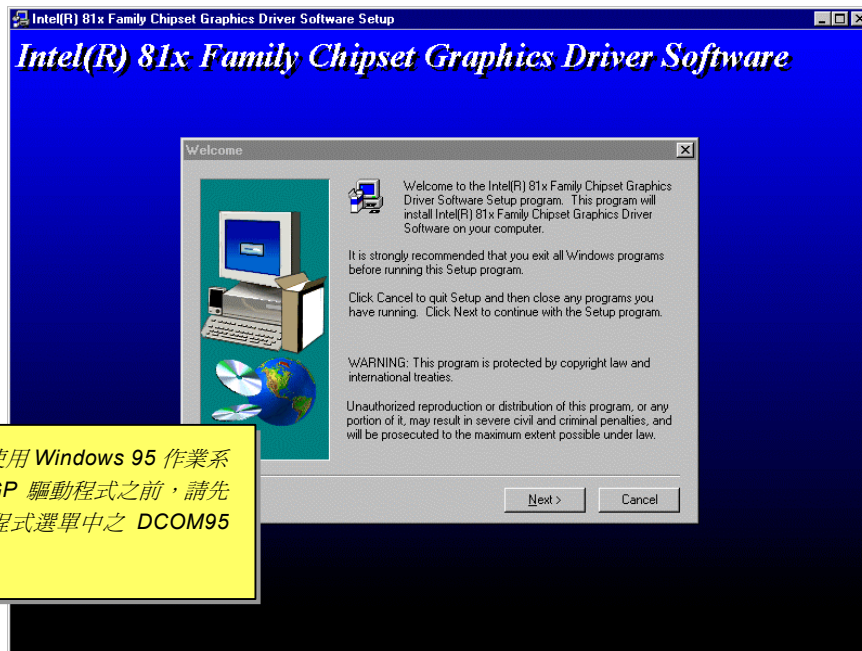 Intel(R) 81x Family Chipset Graphics Driver Software Setup
Intel(R) 81x Family Chipset Graphics Driver Software
Welcome
Welcome to the Intel(R) 81x Family Chipset Graphics
Driver Software Setup program. This program will
install Intel(R) 81x Family Chipset Graphics Driver
Software on your computer.
It is strongly recommended that you exit all Windows programs
before running this Setup program.
Click Cancel to quit Setup and then close any programs you
have running. Click Next to continue with the Setup program.
WARNING: This program is protected by copyright law and
international treaties.
Unauthorized reproduction or distribution of this program, or any
portion of it, may result in severe civil and criminal penalties, and
will be prosecuted to the maximum extent possible under law.
Next >
Cancel
使用 Windows 95 作業系
GP 驅動程式之前，請先
程式選單中之 DCOM95